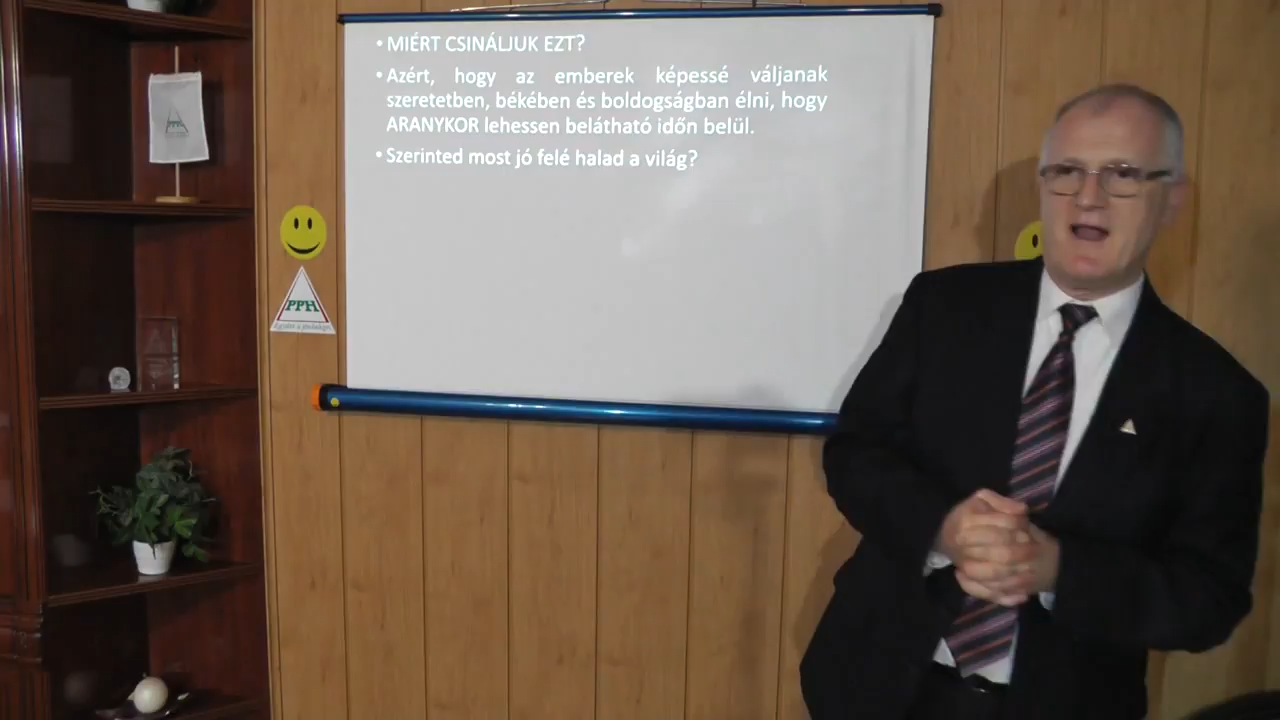 • MIÉRT CSINÁLJUK EZT?
• Azért, hogy az emberek képessé váljanak
szeretetben, békében és boldogságban élni, hogy
ARANYKOR lehessen belátható időn belül.
• Szerinted most jó felé halad a világ?
PPH
PPH